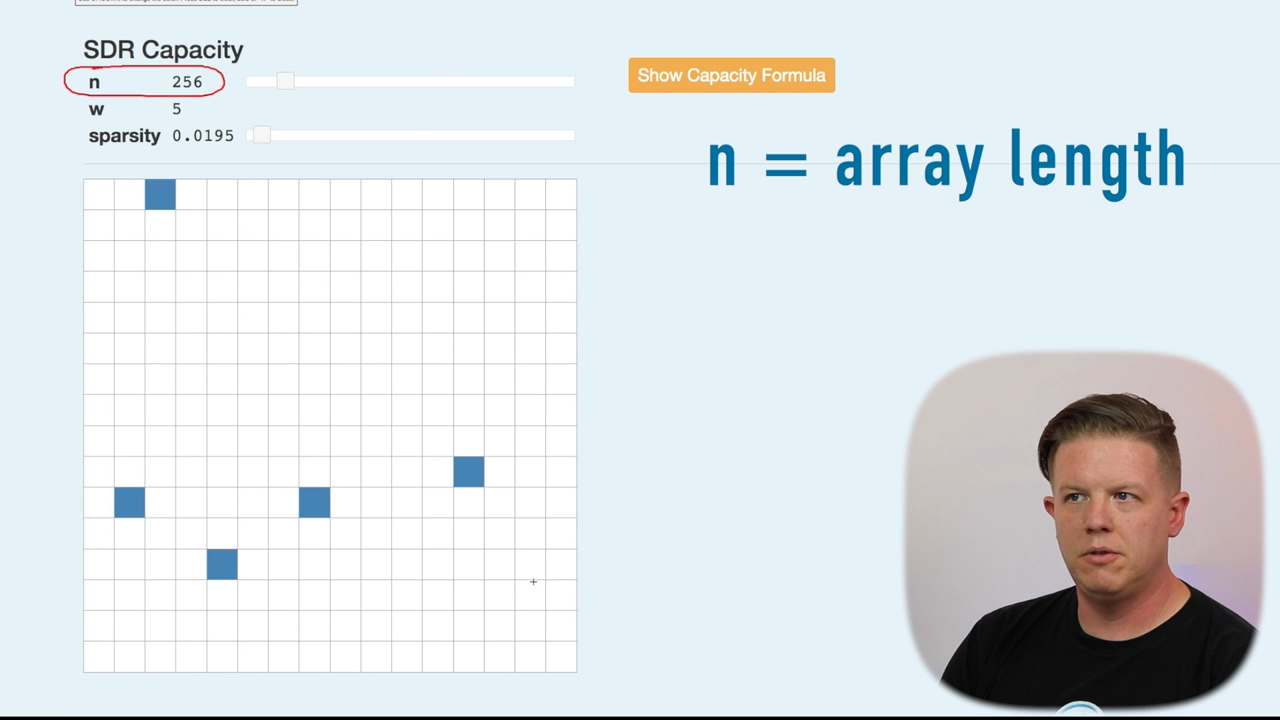 SDR Capacity
n 256
w 5
sparsity 0.0195
Show Capacity Formula
n = array length